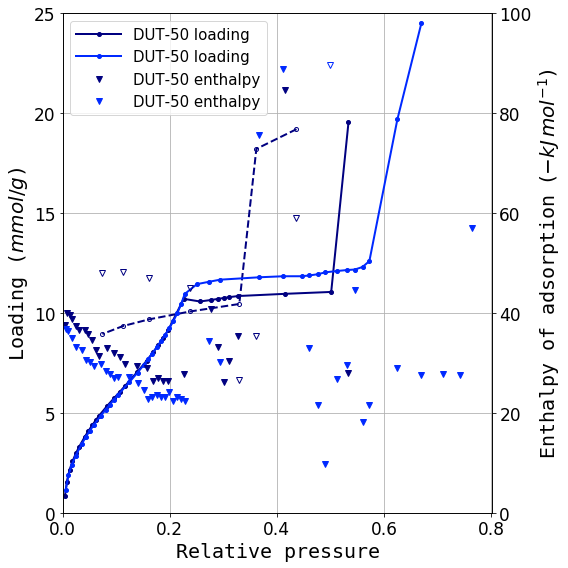 25
20
15
10
5
0
Loading (mmol/g)
DUT-50 loading
DUT-50 loading
DUT-50 enthalpy
DUT-50 enthalpy
100
80
60
40
20
0
Enthalpy of adsorption (−kJmol⁻¹)
0.0 0.2 0.4 0.6 0.8
Relative pressure